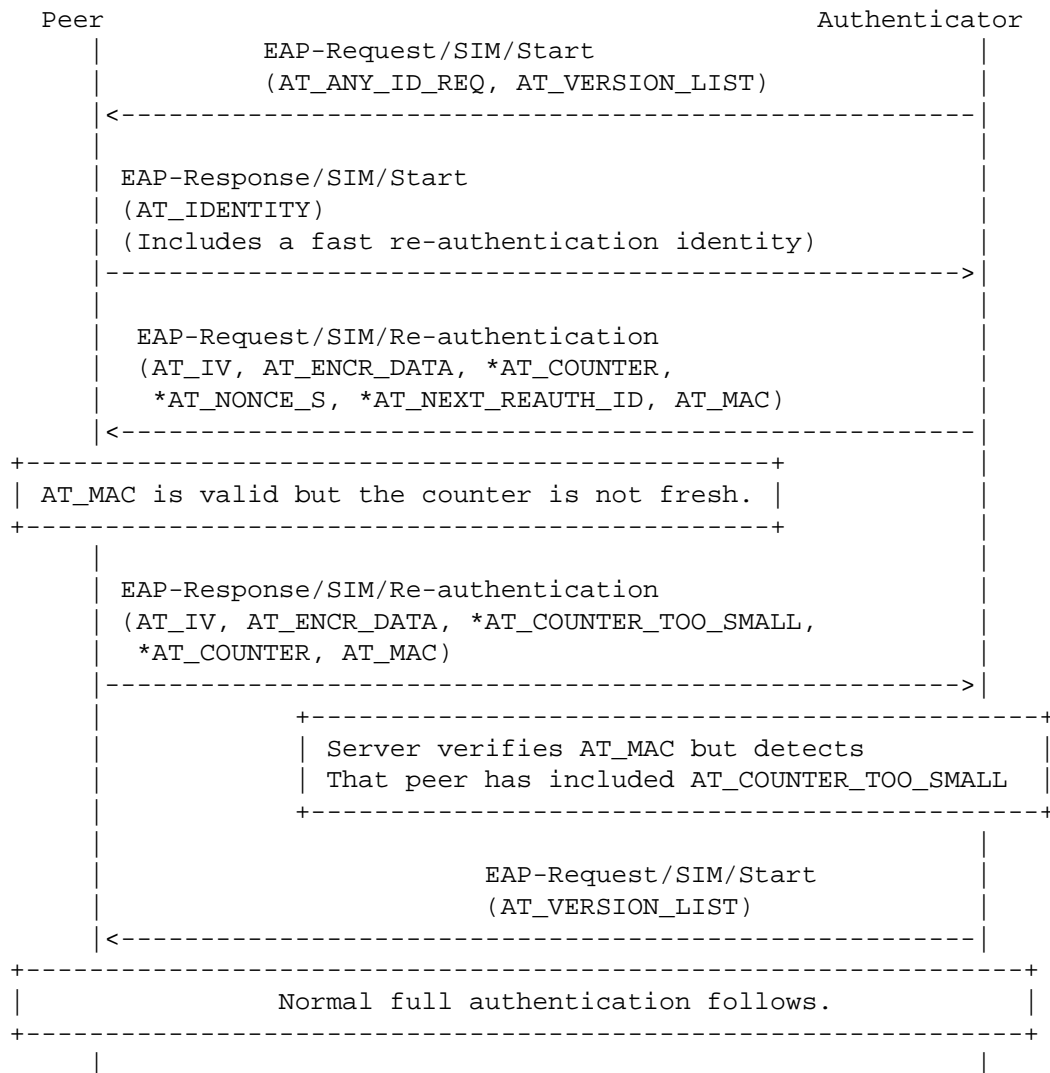 Peer Authenticator
EAP-Request/SIM/Start
(AT_ANY_ID_REQ, AT_VERSION_LIST)
EAP-Response/SIM/Start
(AT_IDENTITY)
(Includes a fast re-authentication identity)
EAP-Request/SIM/Re-authentication
(AT_IV, AT_ENCR_DATA, *AT_COUNTER,
*AT_NONCE_S, *AT_NEXT_REAUTH_ID, AT_MAC)
AT_MAC is valid but the counter is not fresh.
EAP-Response/SIM/Re-authentication
(AT_IV, AT_ENCR_DATA, *AT_COUNTER_TOO_SMALL,
*AT_COUNTER, AT_MAC)
Server verifies AT_MAC but detects
That peer has included AT_COUNTER_TOO_SMALL
EAP-Request/SIM/Start
(AT_VERSION_LIST)
Normal full authentication follows.